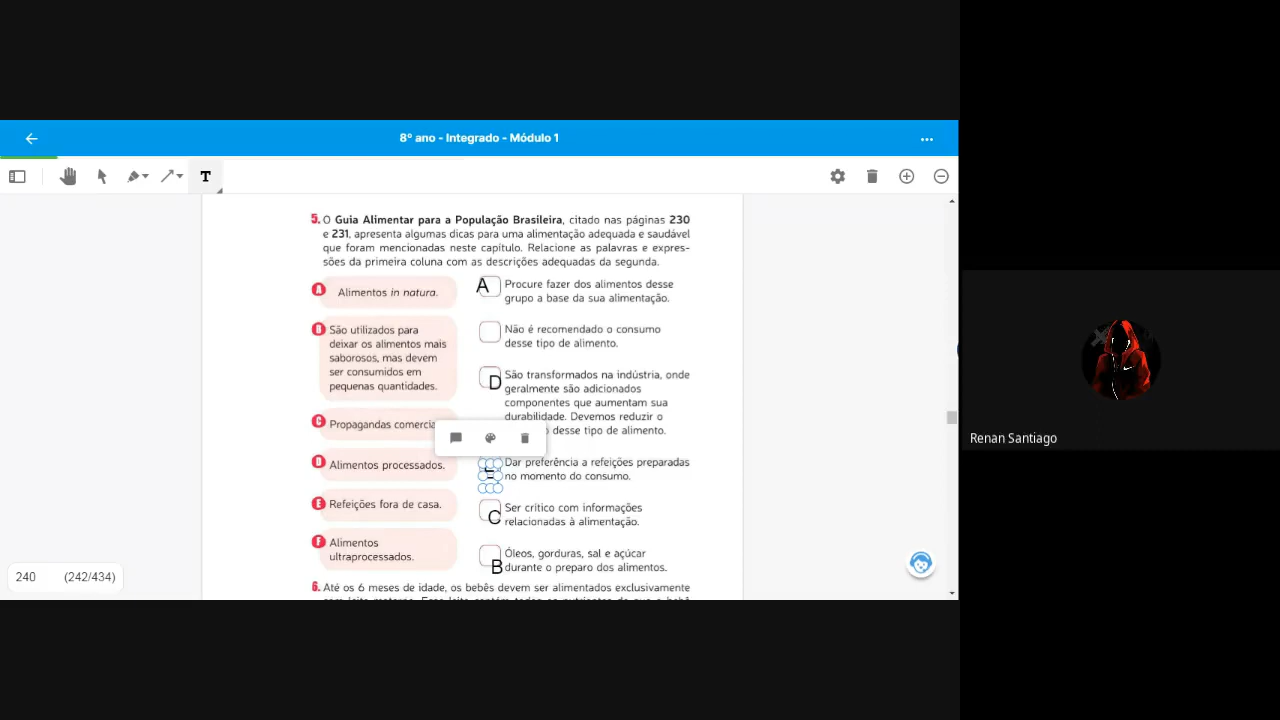 8º ano - Integrado - Módulo 1
T
5. O Guia Alimentar para a População Brasileira, citado nas páginas 230
e 231, apresenta algumas dicas para uma alimentação adequada e saudável
que foram mencionadas neste capítulo. Relacione as palavras e expres-
sões da primeira coluna com as descrições adequadas da segunda.
A Alimentos in natura.
B São utilizados para
deixar os alimentos mais
saborosos, mas devem
ser consumidos em
pequenas quantidades.
C Propagandas
D Alimentos processados.
E Refeições fora de casa.
F Alimentos
ultraprocessados.
A Procure fazer dos alimentos desse
grupo a base da sua alimentação.
Não é recomendado o consumo
desse tipo de alimento.
D São transformados na indústria, onde
geralmente são adicionados
componentes que aumentam sua
durabilidade. Devemos reduzir o
desse tipo de alimento.
Dar preferência a refeições preparadas
no momento do consumo.
C Ser crítico com informações
relacionadas à alimentação.
B Óleos, gorduras, sal e açúcar
durante o preparo dos alimentos.
6. Até os 6 meses de idade, os bebês devem ser alimentados exclusivamente
240 (242/434)
Renan Santiago